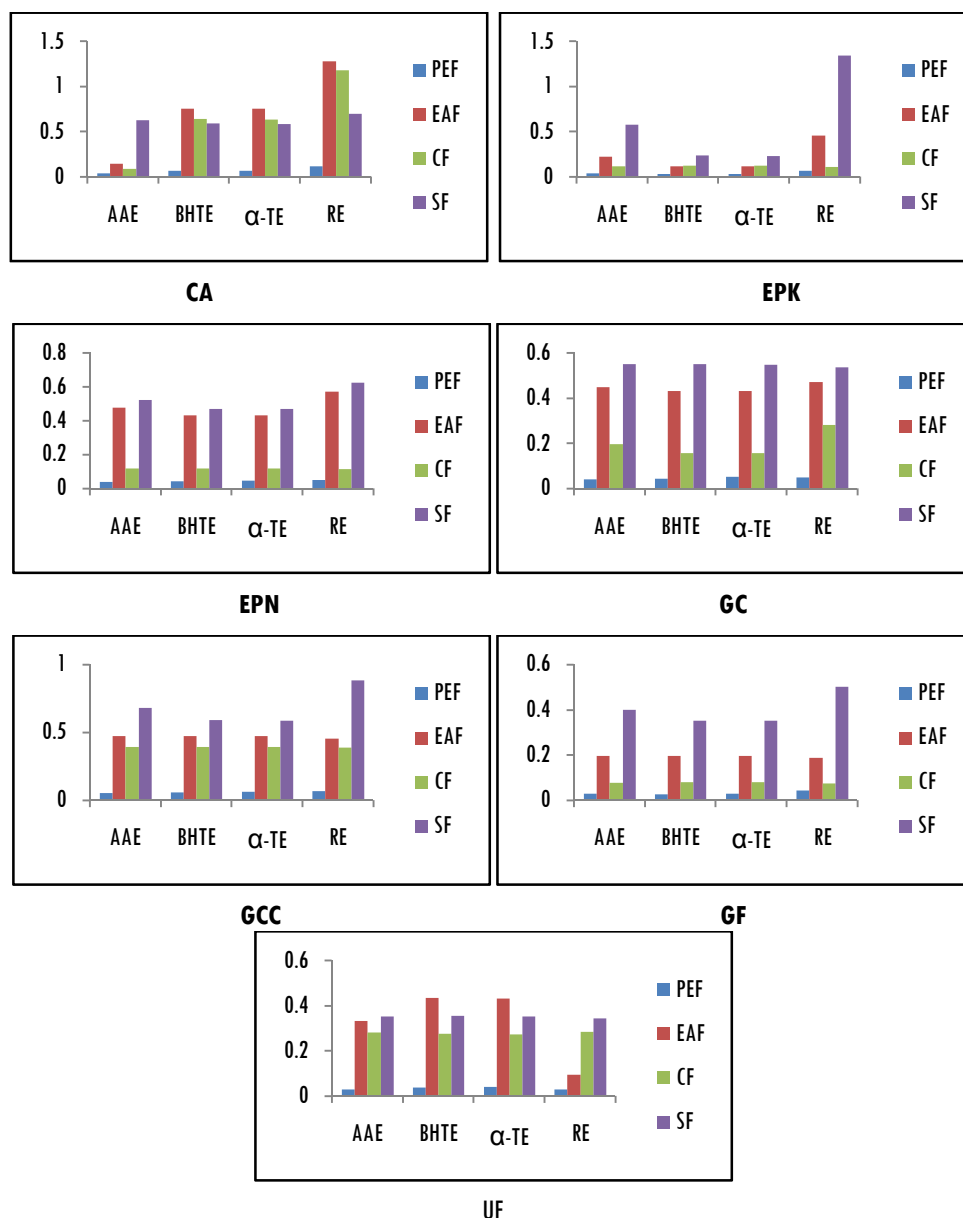 1.5
1
0.5
0
AAE BHTE α-TE RE
PEF
EAF
CF
SF
CA
1.5
1
0.5
0
AAE BHTE α-TE RE
PEF
EAF
CF
SF
EPK
0.8
0.6
0.4
0.2
0
AAE BHTE α-TE RE
PEF
EAF
CF
SF
EPN
0.6
0.4
0.2
0
AAE BHTE α-TE RE
PEF
EAF
CF
SF
GC
1
0.5
0
AAE BHTE α-TE RE
PEF
EAF
CF
SF
GCC
0.6
0.4
0.2
0
AAE BHTE α-TE RE
PEF
EAF
CF
SF
GF
0.6
0.4
0.2
0
AAE BHTE α-TE RE
PEF
EAF
CF
SF
UF